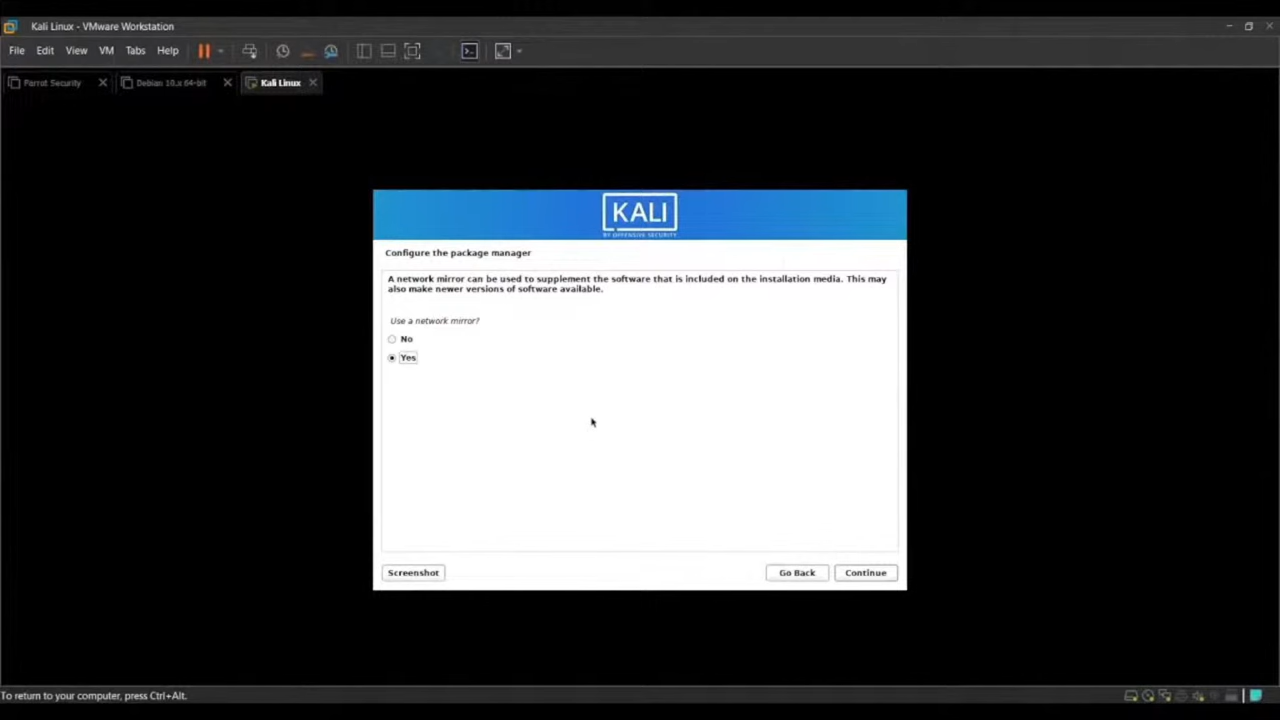 Kali Linux - VMware Workstation
File Edit View VM Tabs Help
Parrot Security Debian 10.x 64-bit Kali Linux
KALI
BY OFFENSIVE SECURITY
Configure the package manager
A network mirror can be used to supplement the software that is included on the installation media. This may
also make newer versions of software available.
Use a network mirror?
No
Yes
Screenshot Go Back Continue
To return to your computer, press Ctrl+Alt.